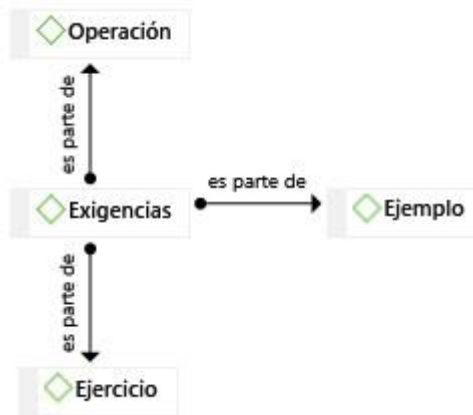 Operación
es parte de
es parte de
Exigencias
Ejemplo
es parte de
Ejercicio